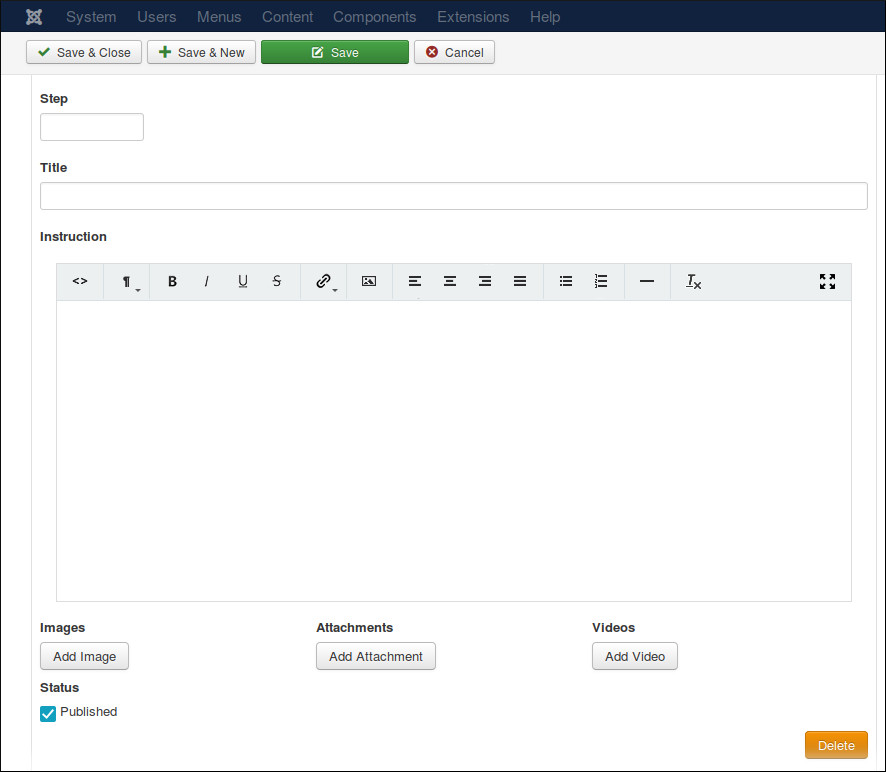 System Users Menus Content Components Extensions Help
Save & Close Save & New Save Cancel
Step
Title
Instruction
<> ¶ B I U S Tx
Images Attachments Videos
Add Image Add Attachment Add Video
Status
Published
Delete